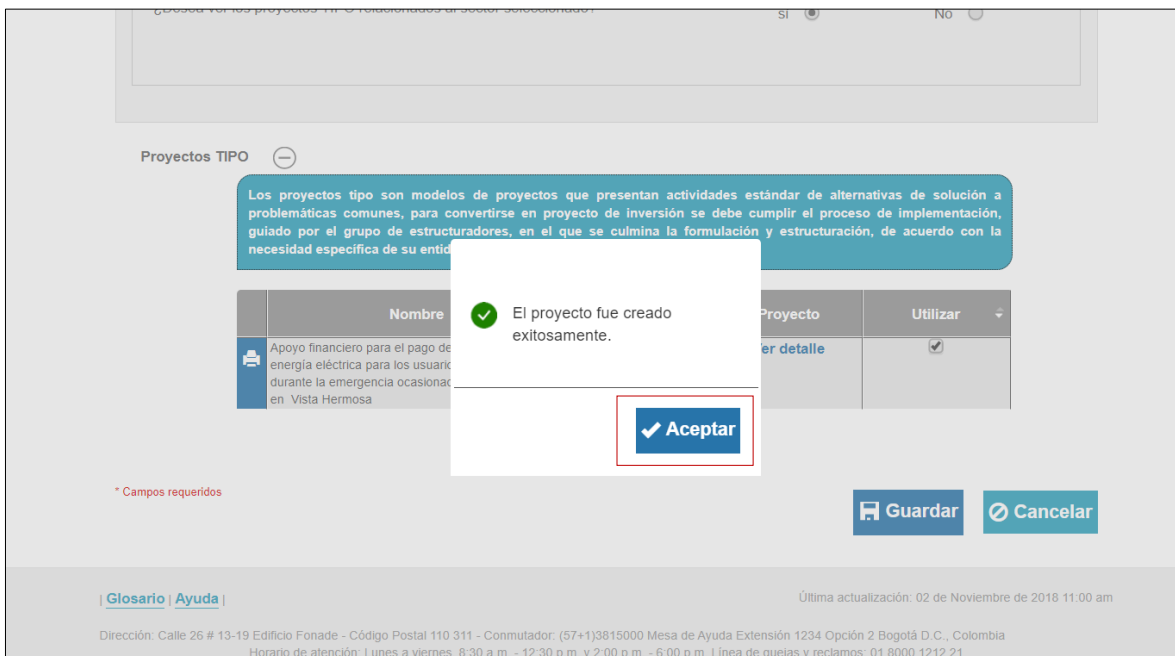 ¿Desea ver los proyectos TIPO relacionados al sector seleccionado? si No
Proyectos TIPO
Los proyectos tipo son modelos de proyectos que presentan actividades estándar de alternativas de solución a
problemáticas comunes, para convertirse en proyecto de inversión se debe cumplir el proceso de implementación,
guiado por el grupo de estructuradores, en el que se culmina la formulación y estructuración, de acuerdo con la
necesidad específica de su
Nombre Proyecto Utilizar
El proyecto fue creado
exitosamente.
Apoyo financiero para el pago de
energía eléctrica para los
durante la emergencia
en Vista Hermosa
detalle
Aceptar
* Campos requeridos
Guardar Cancelar
| Glosario | Ayuda |
Última actualización: 02 de Noviembre de 2018 11:00 am
Dirección: Calle 26 # 13-19 Edificio Fonade - Código Postal 110 311 - Conmutador: (57+1)3815000 Mesa de Ayuda Extensión 1234 Opción 2 Bogotá D.C., Colombia
Horario de atención: Lunes a viernes 8:30 a.m. - 12:30 p.m. y 2:00 p.m. - 6:00 p.m. Línea de quejas y reclamos: 01 8000 1212 21